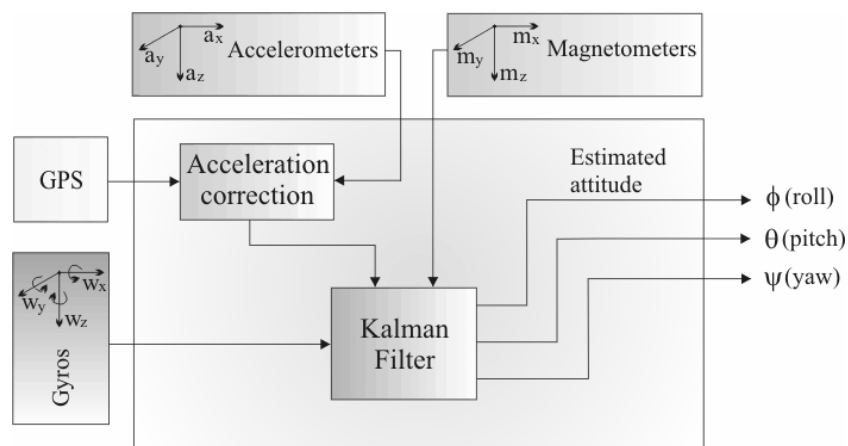 ax
ay
az
Accelerometers
mx
my
mz
Magnetometers
GPS
Acceleration
correction
Estimated
attitude
ϕ (roll)
θ (pitch)
ψ (yaw)
wx
wy
wz
Gyros
Kalman
Filter